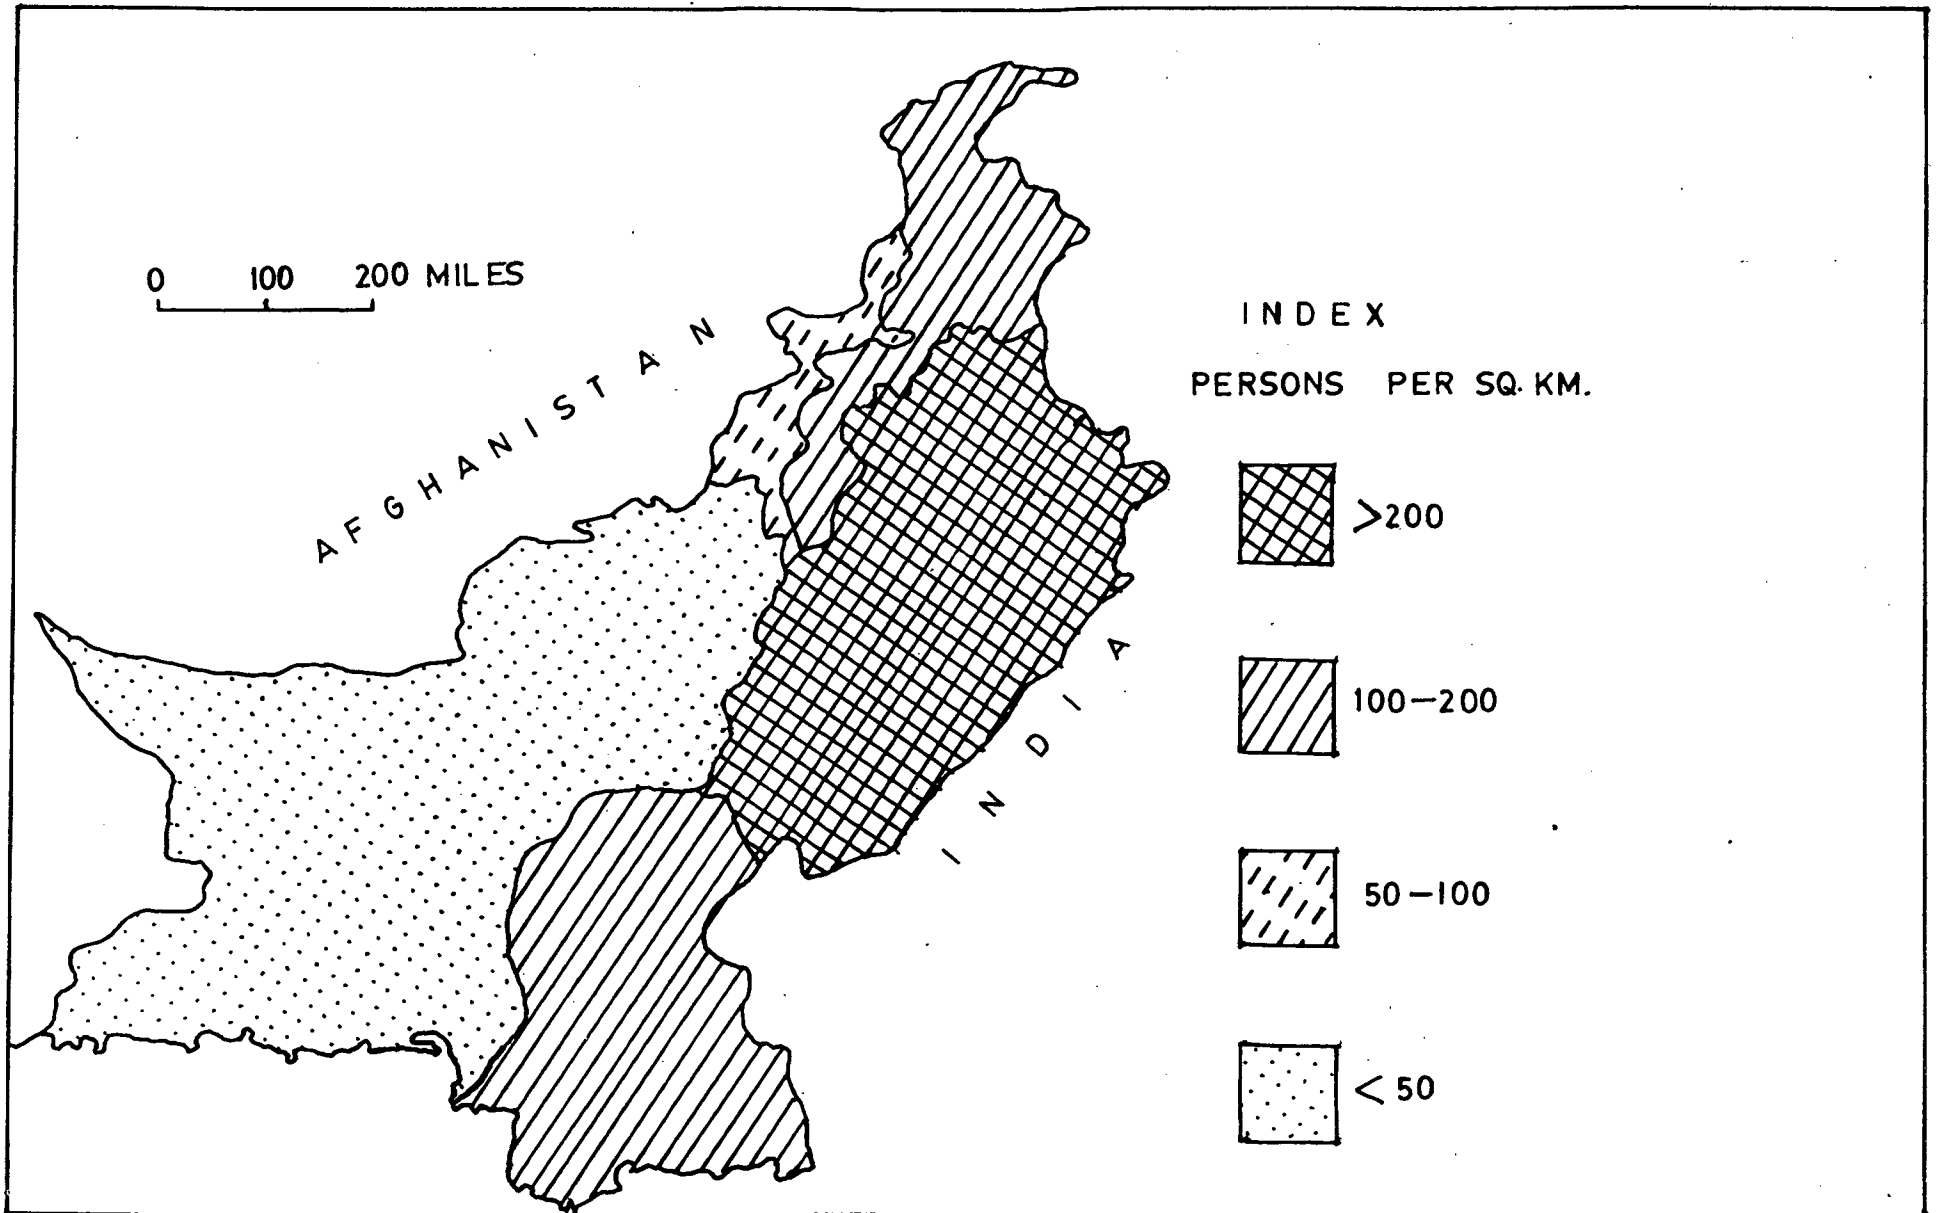 0 100 200 MILES
AFGHANISTAN
INDIA
INDEX
PERSONS PER SQ. KM.
>200
100-200
50-100
< 50